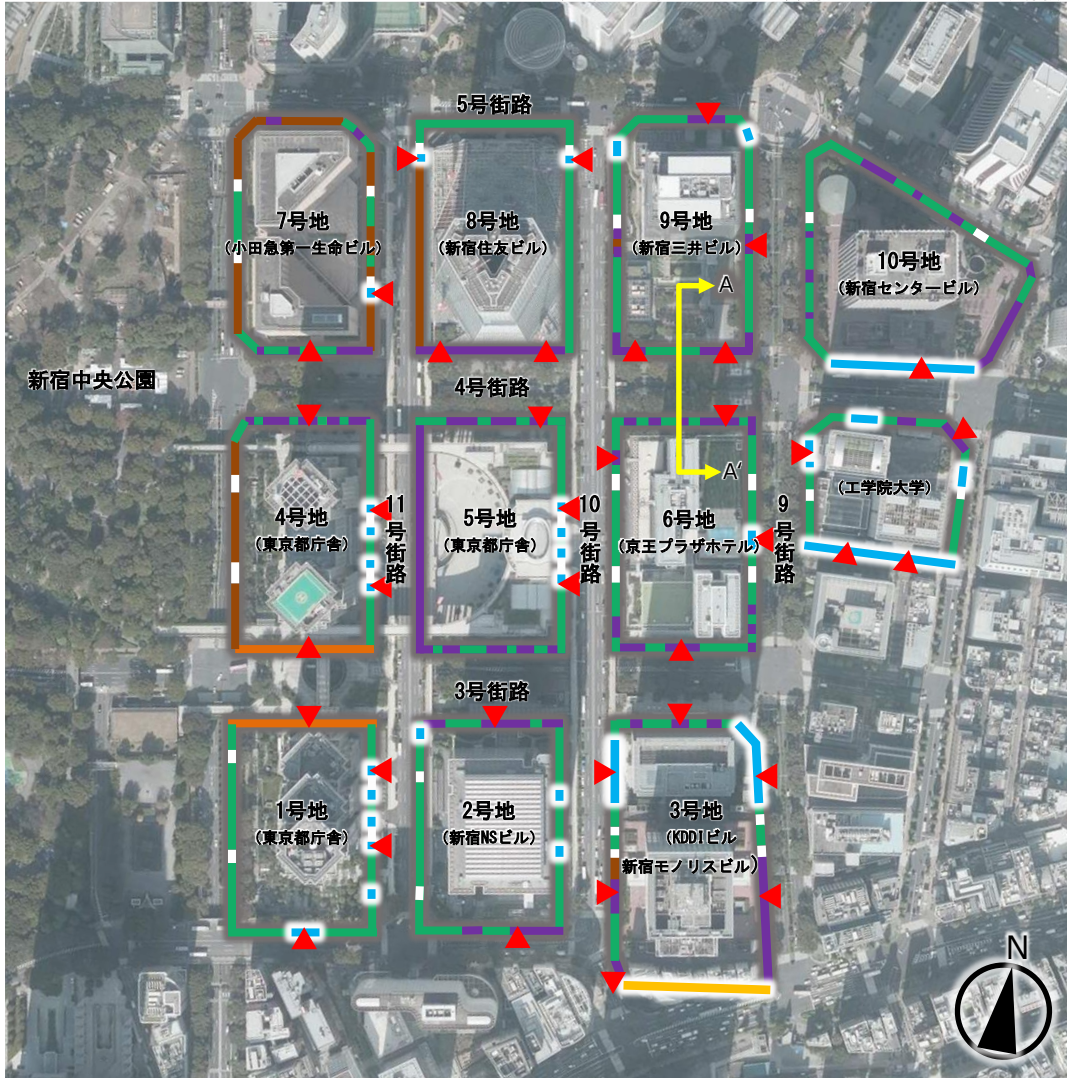 5号街路
7号地
(小田急第一生命ビル)
8号地
(新宿住友ビル)
9号地
(新宿三井ビル)
10号地
(新宿センタービル)
A
新宿中央公園
4号街路
4号地
(東京都庁舎)
11号街路
5号地
(東京都庁舎)
10号街路
6号地
(京王プラザホテル)
A’
9号街路
(工学院大学)
3号街路
1号地
(東京都庁舎)
2号地
(新宿NSビル)
3号地
(KDDIビル
新宿モノリスビル)
N